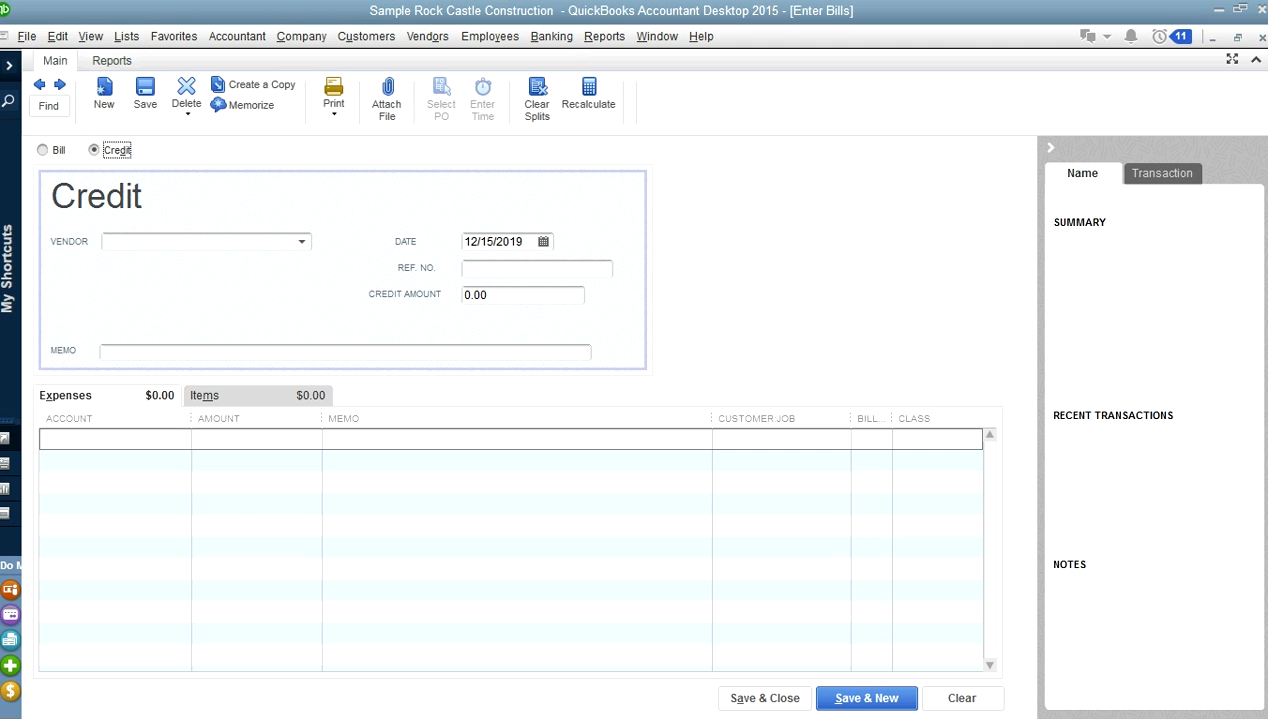 Sample Rock Castle Construction - QuickBooks Accountant Desktop 2015 - [Enter Bills]
File Edit View Lists Favorites Accountant Company Customers Vendors Employees Banking Reports Window Help 11
Main Reports
Find New Save Delete Create a Copy Memorize Print Attach File Select PO Enter Time Clear Splits Recalculate
Bill Credit
Name Transaction
Credit
SUMMARY
VENDOR DATE 12/15/2019
REF. NO.
CREDIT AMOUNT 0.00
My Shortcuts
MEMO
Expenses $0.00 Items $0.00
ACCOUNT AMOUNT MEMO CUSTOMER:JOB BILL... CLASS
RECENT TRANSACTIONS
NOTES
Do M
Save & Close Save & New Clear